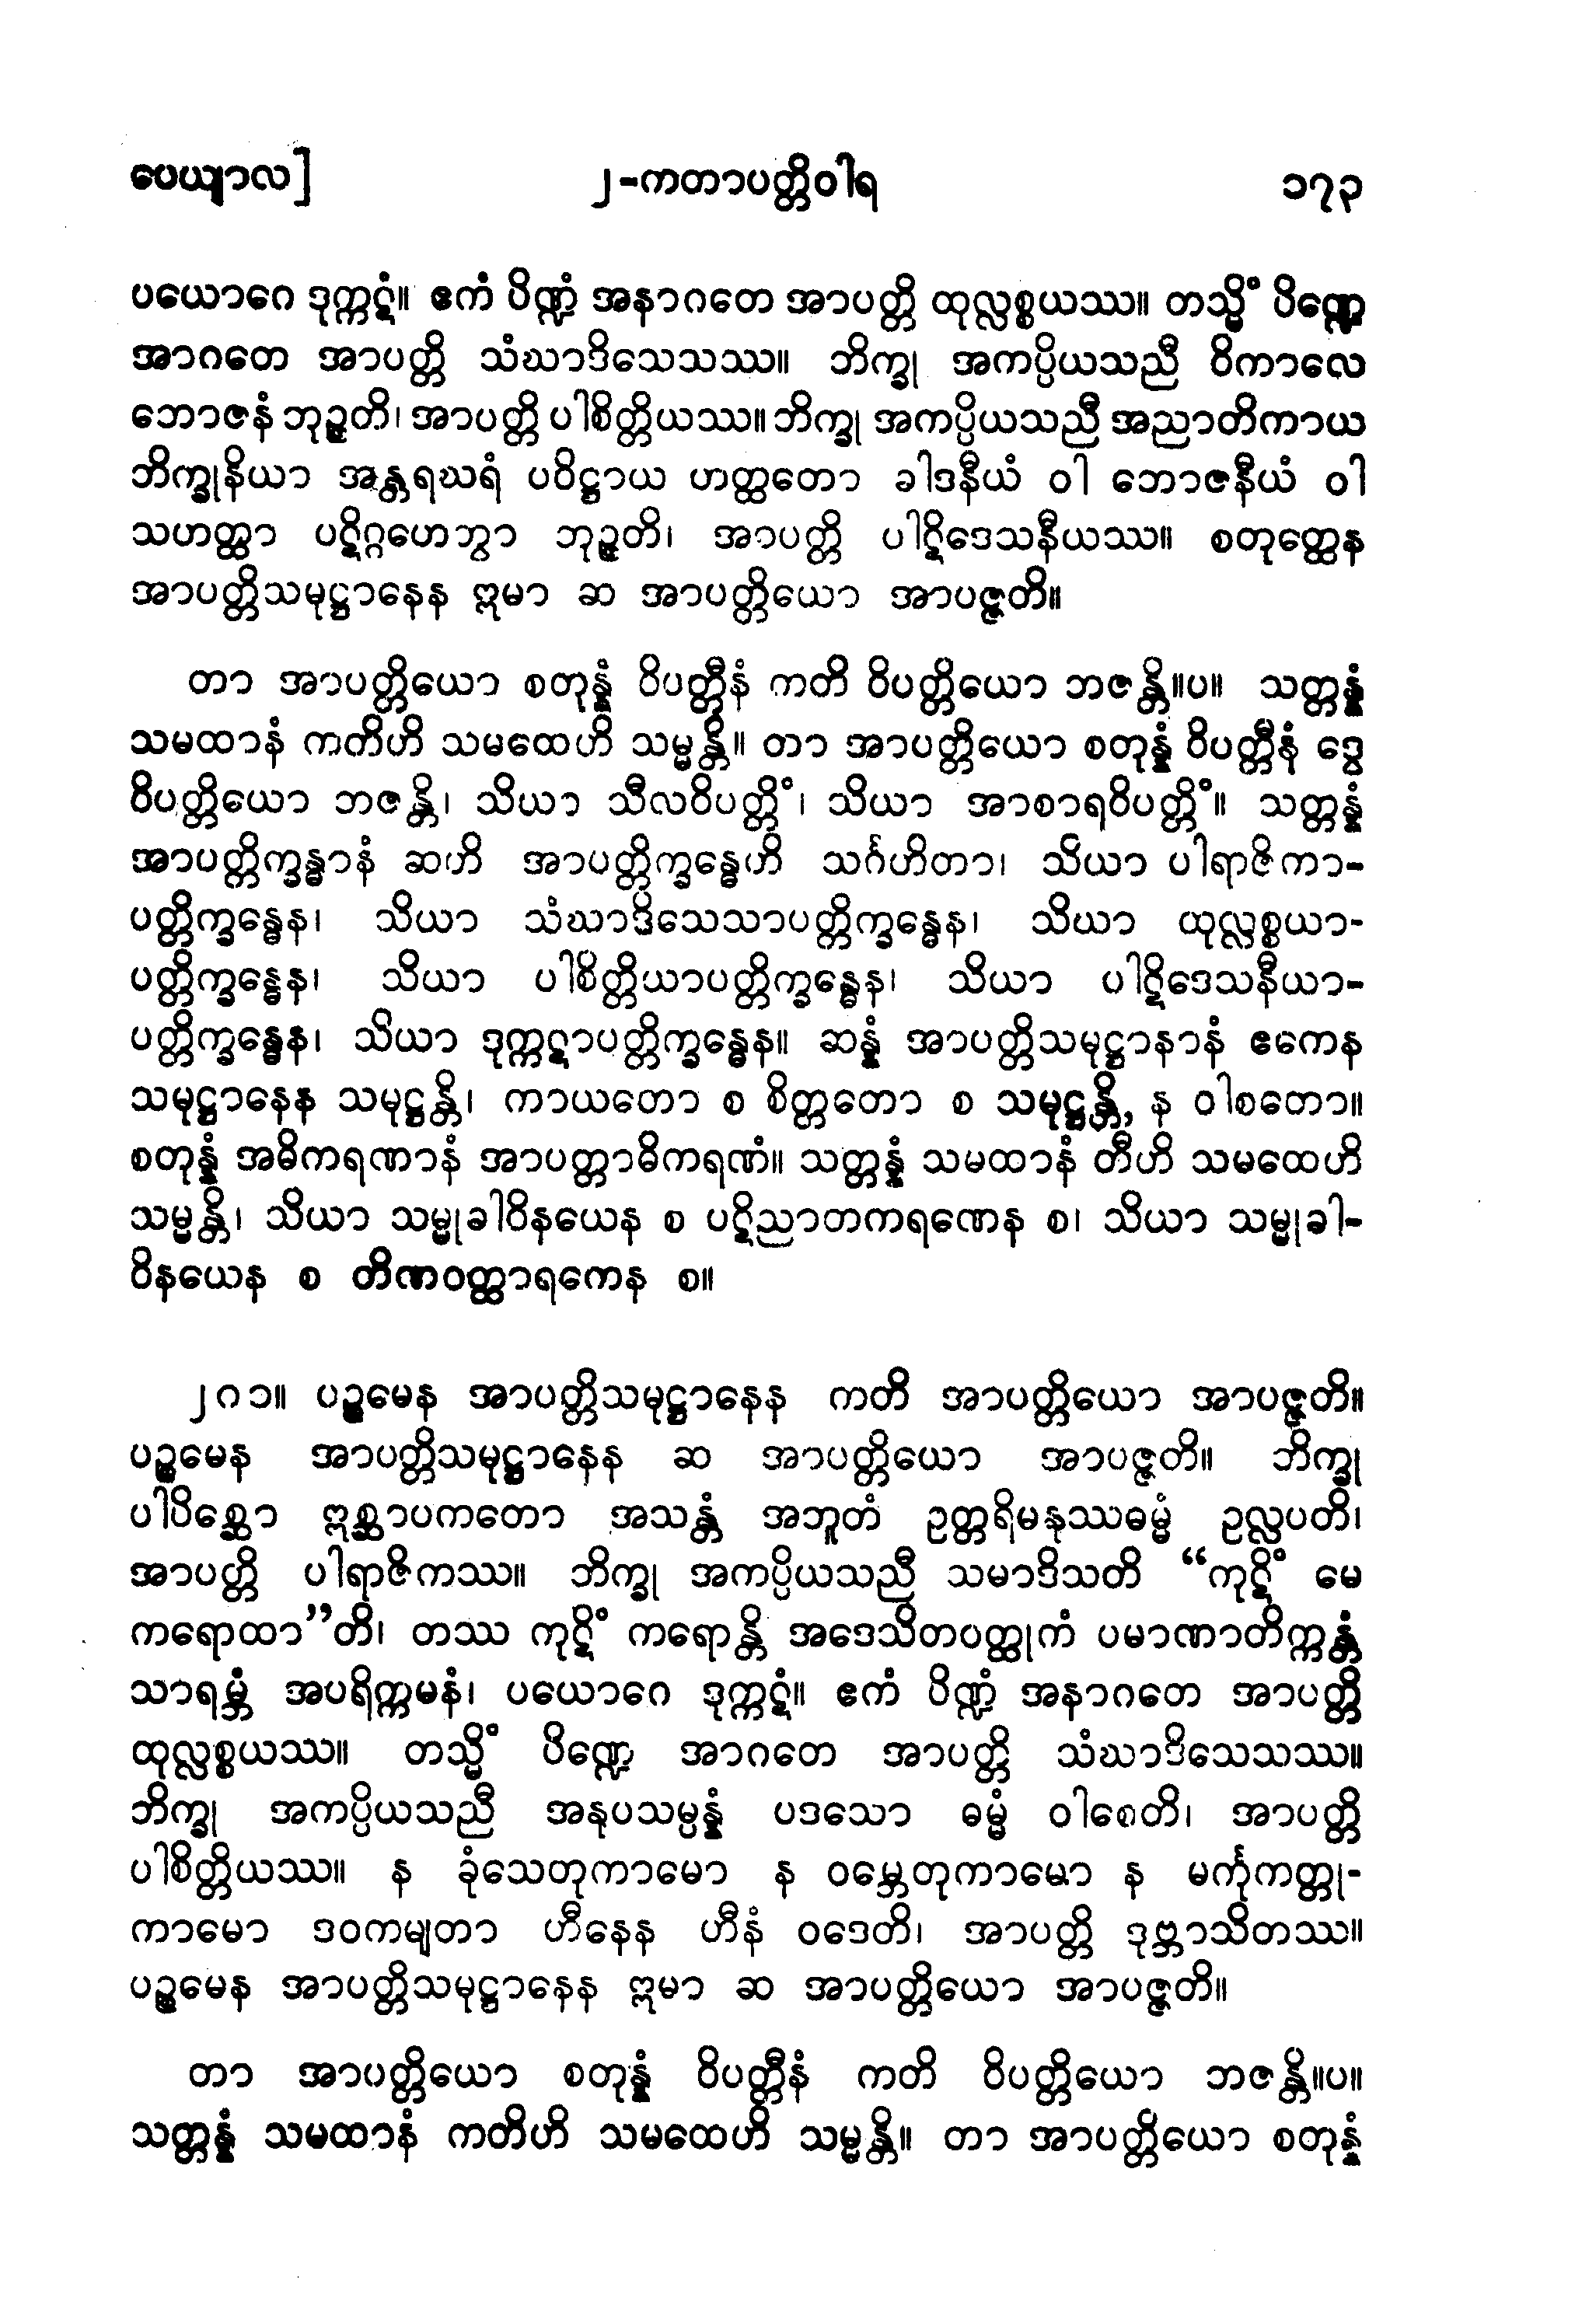 ပေယျာလ]
၂-ကတာပတ္တိဝါရ
၁၇၃
ပယောဂေ ဒုက္ကဋံ။ ဧကံ ပိဏ္ဍံ အနာဂတေ အာပတ္တိ ထုလ္လစ္စယဿ။ တသ္မိံ ပိဏ္ဍေ
အာဂတေ အာပတ္တိ သံဃာဒိသေသဿ။ ဘိက္ခု အကပ္ပိယသညီ ဝိကာလေ
ဘောဇနံ ဘုဉ္ဇတိ၊ အာပတ္တိ ပါစိတ္တိယဿ။ ဘိက္ခု အကပ္ပိယသညီ အညာတိကာယ
ဘိက္ခုနိယာ အန္တရဃရံ ပဝိဋ္ဌာယ ဟတ္ထတော ခါဒနီယံ ဝါ ဘောဇနီယံ ဝါ
သဟတ္ထာ ပဋိဂ္ဂဟေတွာ ဘုဉ္ဇတိ၊ အာပတ္တိ ပါဋိဒေသနီယဿ။ စတုတ္ထေန
အာပတ္တိသမုဋ္ဌာနေန ဣမာ ဆ အာပတ္တိယော အာပဇ္ဇတိ။
တာ အာပတ္တိယော စတုန္နံ ဝိပတ္တီနံ ကတိ ဝိပတ္တိယော ဘဇန္တိ။ပ။ သတ္တန္နံ
သမထာနံ ကတိဟိ သမထေဟိ သမ္မန္တိ။ တာ အာပတ္တိယော စတုန္နံ ဝိပတ္တီနံ ဒွေ
ဝိပတ္တိယော ဘဇန္တိ၊ သိယာ သီလဝိပတ္တိံ၊ သိယာ အာစာရဝိပတ္တိံ။ သတ္တန္နံ
အာပတ္တိက္ခန္ဓာနံ ဆဟိ အာပတ္တိက္ခန္ဓေဟိ သင်္ဂဟိတာ၊ သိယာ ပါရာဇိကာ-
ပတ္တိက္ခန္ဓေန၊ သိယာ သံဃာဒိသေသာပတ္တိက္ခန္ဓေန၊ သိယာ ထုလ္လစ္စယာ-
ပတ္တိက္ခန္ဓေန၊ သိယာ ပါစိတ္တိယာပတ္တိက္ခန္ဓေန၊ သိယာ ပါဋိဒေသနီယာ-
ပတ္တိက္ခန္ဓေန၊ သိယာ ဒုက္ကဋာပတ္တိက္ခန္ဓေန။ ဆန္နံ အာပတ္တိသမုဋ္ဌာနာနံ ဧကေန
သမုဋ္ဌာနေန သမုဋ္ဌန္တိ၊ ကာယတော စ စိတ္တတော စ သမုဋ္ဌန္တိ, န ဝါစတော။
စတုန္နံ အဓိကရဏာနံ အာပတ္တာဓိကရဏံ။ သတ္တန္နံ သမထာနံ တီဟိ သမထေဟိ
သမ္မန္တိ၊ သိယာ သမ္မုခါဝိနယေန စ ပဋိညာတကရဏေန စ၊ သိယာ သမ္မုခါ-
ဝိနယေန စ တိဏဝတ္ထာရကေန စ။
၂၈၁။ ပဉ္စမေန အာပတ္တိသမုဋ္ဌာနေန ကတိ အာပတ္တိယော အာပဇ္ဇတိ။
ပဉ္စမေန အာပတ္တိသမုဋ္ဌာနေန ဆ အာပတ္တိယော အာပဇ္ဇတိ။ ဘိက္ခု
ပါပိစ္ဆော ဣစ္ဆာပကတော အသန္တံ အဘူတံ ဥတ္တရိမနုဿဓမ္မံ ဥလ္လပတိ၊
အာပတ္တိ ပါရာဇိကဿ။ ဘိက္ခု အကပ္ပိယသညီ သမာဒိသတိ “ကုဋိံ မေ
ကရောထာ”တိ၊ တဿ ကုဋိံ ကရောန္တိ အဒေသိတဝတ္ထုကံ ပမာဏာတိက္ကန္တံ
သာရမ္ဘံ အပရိက္ကမနံ၊ ပယောဂေ ဒုက္ကဋံ။ ဧကံ ပိဏ္ဍံ အနာဂတေ အာပတ္တိ
ထုလ္လစ္စယဿ။ တသ္မိံ ပိဏ္ဍေ အာဂတေ အာပတ္တိ သံဃာဒိသေသဿ။
ဘိက္ခု အကပ္ပိယသညီ အနုပသမ္ပန္နံ ပဒသော ဓမ္မံ ဝါစေတိ၊ အာပတ္တိ
ပါစိတ္တိယဿ။ န ခုံသေတုကာမော န ဝမ္ဘေတုကာမော န မင်္ကုကတ္တု-
ကာမော ဒဝကမျတာ ဟီနေန ဟီနံ ဝဒေတိ၊ အာပတ္တိ ဒုဗ္ဘာသိတဿ။
ပဉ္စမေန အာပတ္တိသမုဋ္ဌာနေန ဣမာ ဆ အာပတ္တိယော အာပဇ္ဇတိ။
တာ အာပတ္တိယော စတုန္နံ ဝိပတ္တီနံ ကတိ ဝိပတ္တိယော ဘဇန္တိ။ပ။
သတ္တန္နံ သမထာနံ ကတိဟိ သမထေဟိ သမ္မန္တိ။ တာ အာပတ္တိယော စတုန္နံ